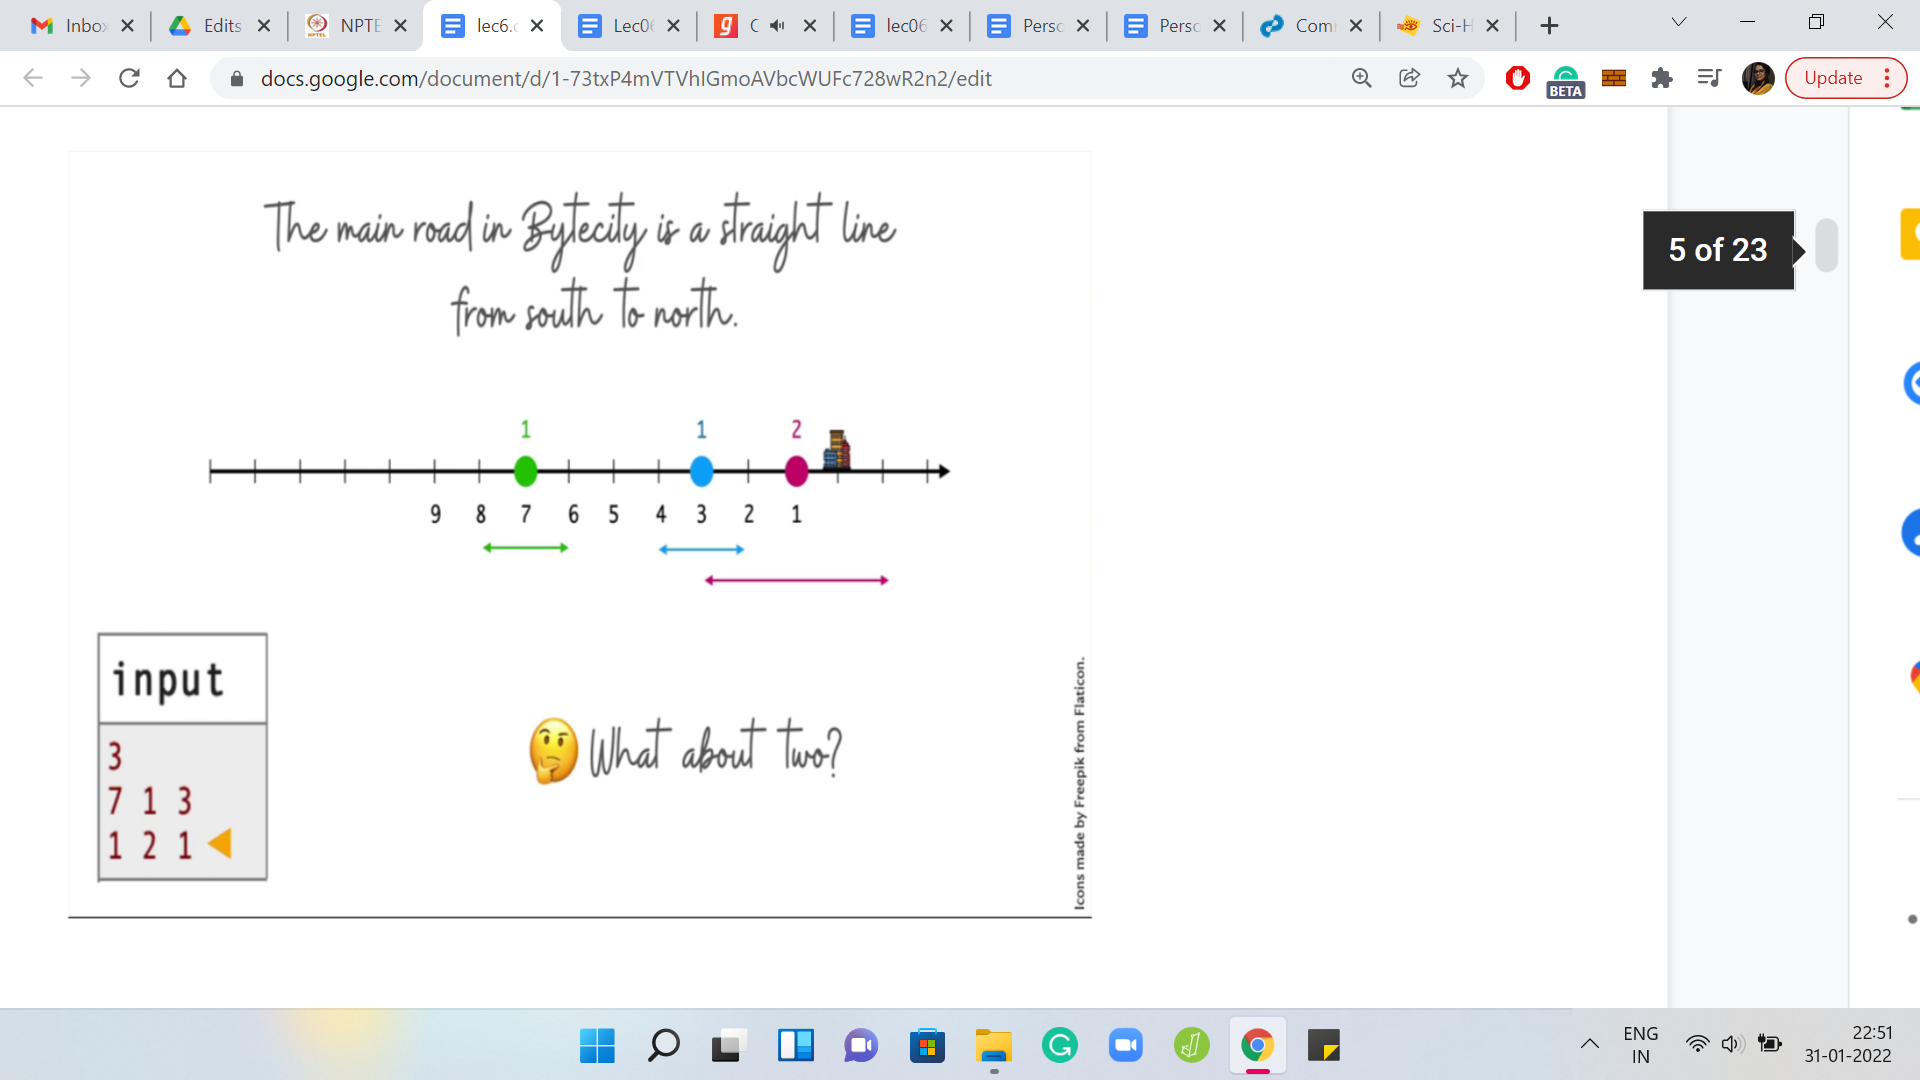 Inbo
Edits
NPTE
lec6.
Lec0
C
lec06
Perso
Perso
Com
Sci-H
docs.google.com/document/d/1-73txP4mVTVhlGmoAVbcWUFc728wR2n2/edit
BETA
Update
5 of 23
The main road in Bytecity is a straight line
from south to north.
1 1 2
9 8 7 6 5 4 3 2 1
input
3
7 1 3
1 2 1
What about two?
Icons made by Freepik from Flaticon.
ENG
IN
22:51
31-01-2022